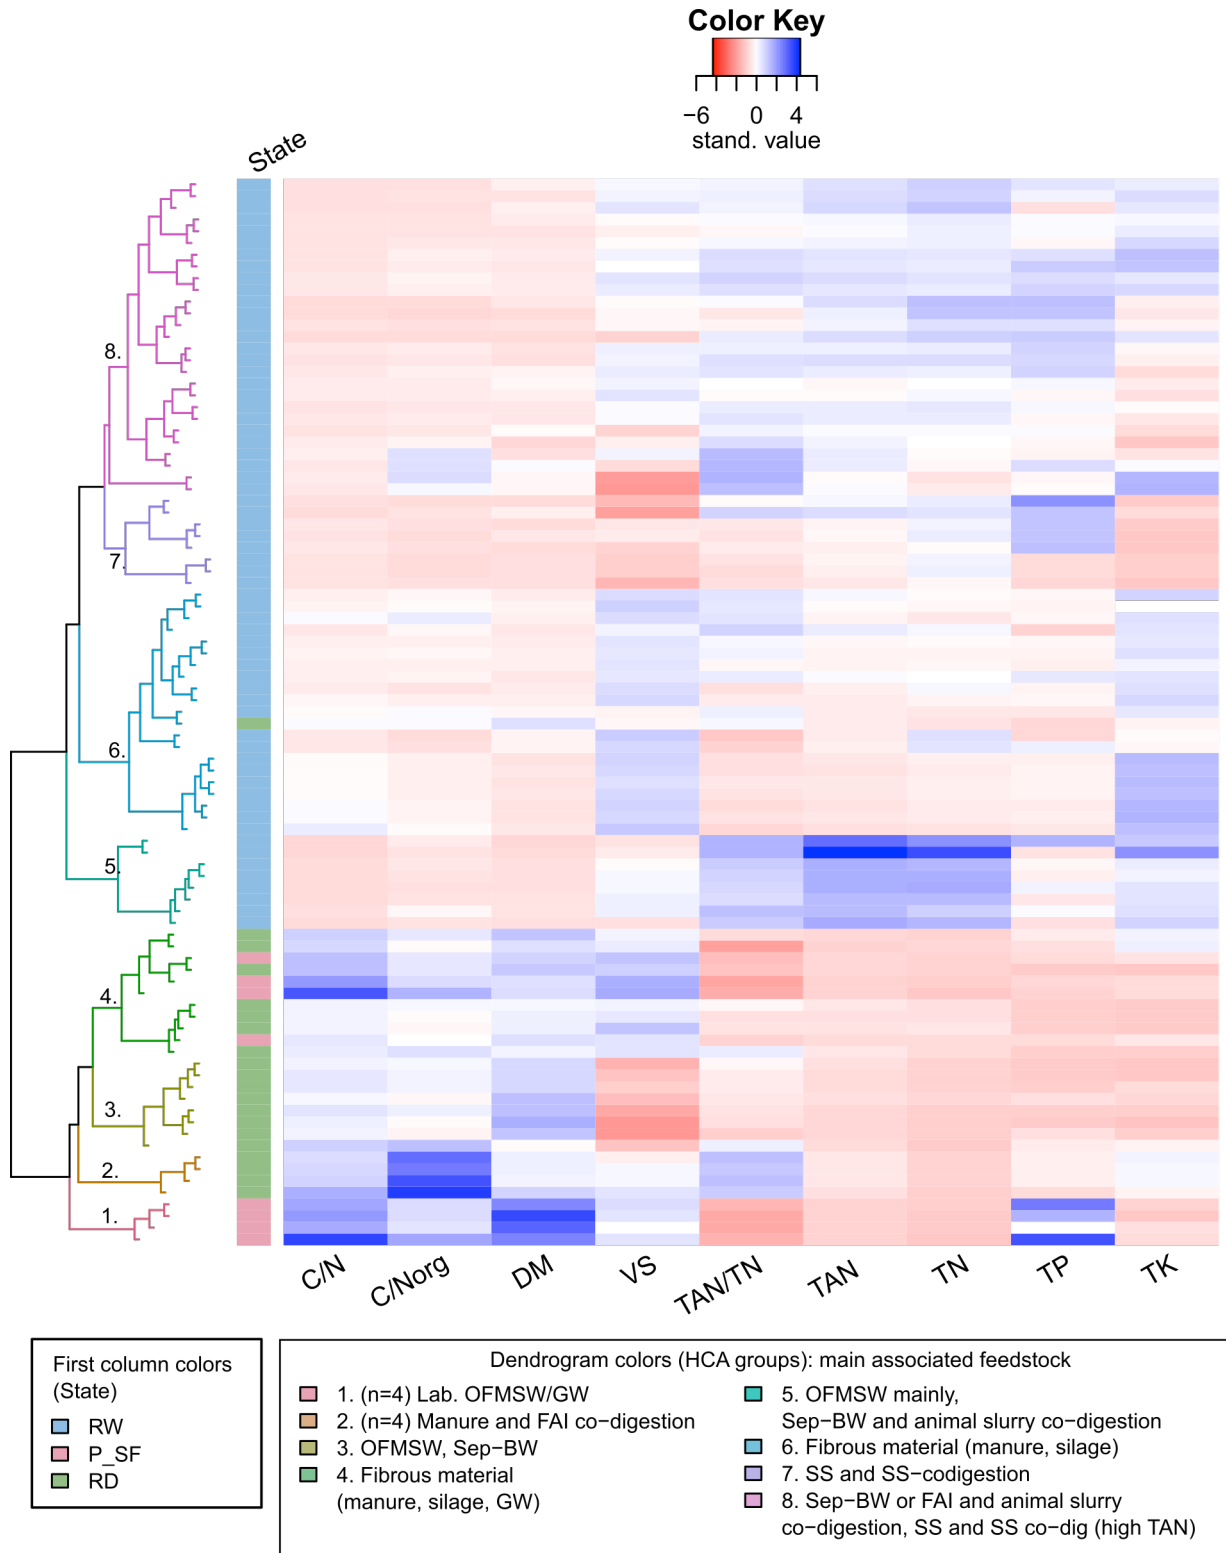 Color Key
−6 0 4
stand. value
State
8.
7.
6.
5.
4.
3.
2.
1.
C/N C/Norg DM VS TAN/TN TAN TN TP TK
First column colors
(State)
RW
P_SF
RD
Dendrogram colors (HCA groups): main associated feedstock
1. (n=4) Lab. OFMSW/GW
2. (n=4) Manure and FAI co−digestion
3. OFMSW, Sep−BW
4. Fibrous material
(manure, silage, GW)
5. OFMSW mainly,
Sep−BW and animal slurry co−digestion
6. Fibrous material (manure, silage)
7. SS and SS−codigestion
8. Sep−BW or FAI and animal slurry
co−digestion, SS and SS co−dig (high TAN)